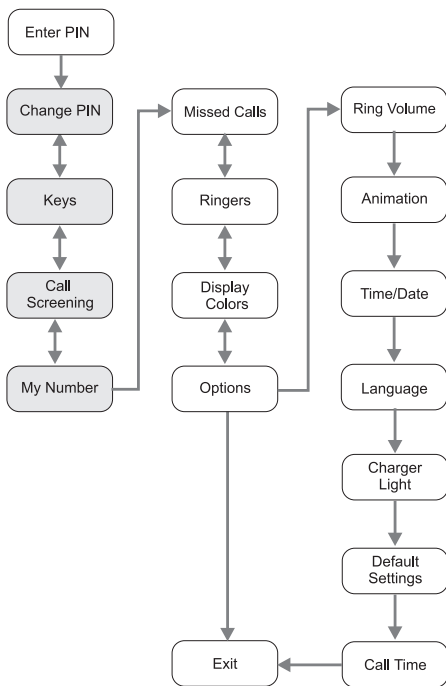 Enter PIN
Change PIN
Keys
Call
Screening
My Number
Missed Calls
Ringers
Display
Colors
Options
Exit
Ring Volume
Animation
Time/Date
Language
Charger
Light
Default
Settings
Call Time